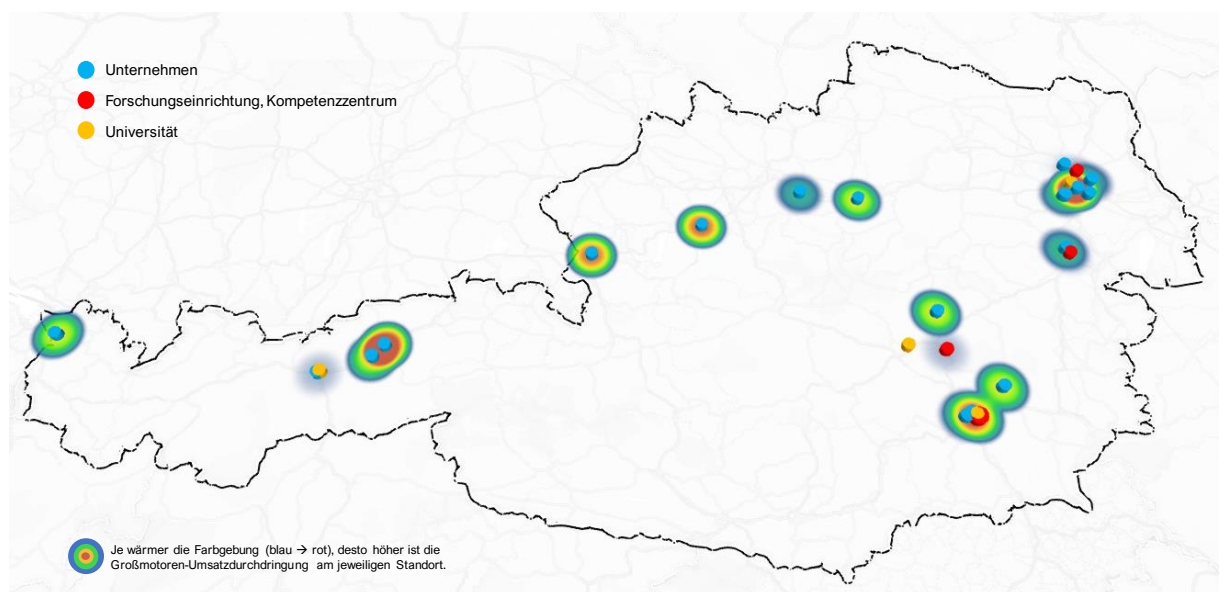 Unternehmen
Forschungseinrichtung, Kompetenzzentrum
Universität
Je wärmer die Farbgebung (blau → rot), desto höher ist die
Großmotoren-Umsatzdurchdringung am jeweiligen Standort.